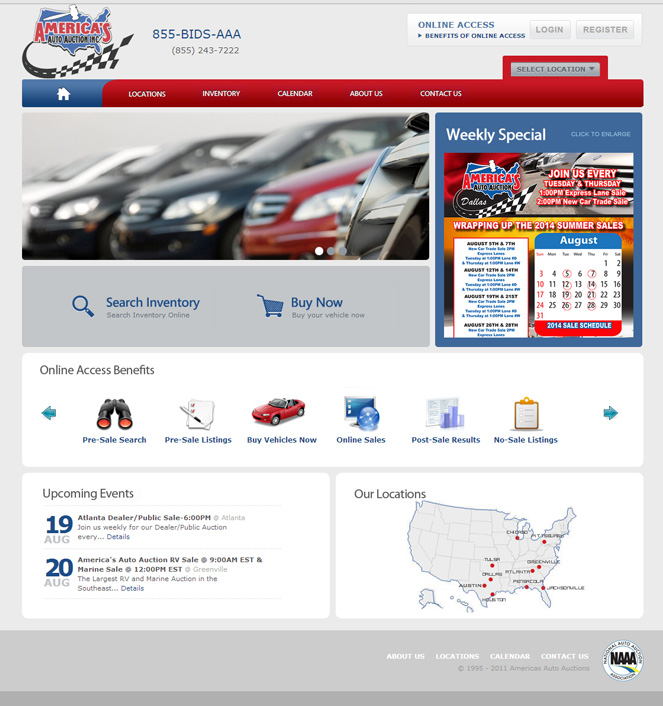 AMERICA'S
AUTO AUCTION INC
855-BIDS-AAA
(855) 243-7222
ONLINE ACCESS
BENEFITS OF ONLINE ACCESS
LOGIN
REGISTER
SELECT LOCATION
LOCATIONS
INVENTORY
CALENDAR
ABOUT US
CONTACT US
Weekly Special
CLICK TO ENLARGE
AMERICA'S
AUTO AUCTION
Dallas
JOIN US EVERY
TUESDAY & THURSDAY
1:00PM Express Lane Sale
2:00PM New Car Trade Sale
WRAPPING UP THE 2014 SUMMER SALES
AUGUST 5TH & 7TH
New Car Trade Sale 2PM
Express Lanes
Tuesday at 1:00PM Lane #0
& Thursday at 1:00PM Lane #W
AUGUST 12TH & 14TH
New Car Trade Sale 2PM
Express Lanes
Tuesday at 1:00PM Lane #0
& Thursday at 1:00PM Lane #W
AUGUST 19TH & 21ST
New Car Trade Sale 2PM
Express Lanes
Tuesday at 1:00PM Lane #0
& Thursday at 1:00PM Lane #W
AUGUST 26TH & 28TH
New Car Trade Sale 2PM
Express Lanes
August
Sun Mon Tue Wed Thu Fri Sat
1 2
3 4 5 6 7 8 9
10 11 12 13 14 15 16
17 18 19 20 21 22 23
24 25 26 27 28 29 30
31
2014 SALE SCHEDULE
Search Inventory
Search Inventory Online
Buy Now
Buy your vehicle now
Online Access Benefits
Pre-Sale Search
Pre-Sale Listings
Buy Vehicles Now
Online Sales
Post-Sale Results
No-Sale Listings
Upcoming Events
19
AUG
Atlanta Dealer/Public Sale-6:00PM @ Atlanta
Join us weekly for our Dealer/Public Auction
every... Details
20
AUG
America's Auto Auction RV Sale @ 9:00AM EST &
Marine Sale @ 12:00PM EST @ Greenville
The Largest RV and Marine Auction in the
Southeast... Details
Our Locations
CHICAGO
PITTSBURGH
TULSA
GREENVILLE
DALLAS
ATLANTA
AUSTIN
PENSACOLA
JACKSONVILLE
HOUSTON
ABOUT US
LOCATIONS
CALENDAR
CONTACT US
© 1995 - 2011 Americas Auto Auctions
NATIONAL AUTO AUCTION
NAAA
ASSOCIATION